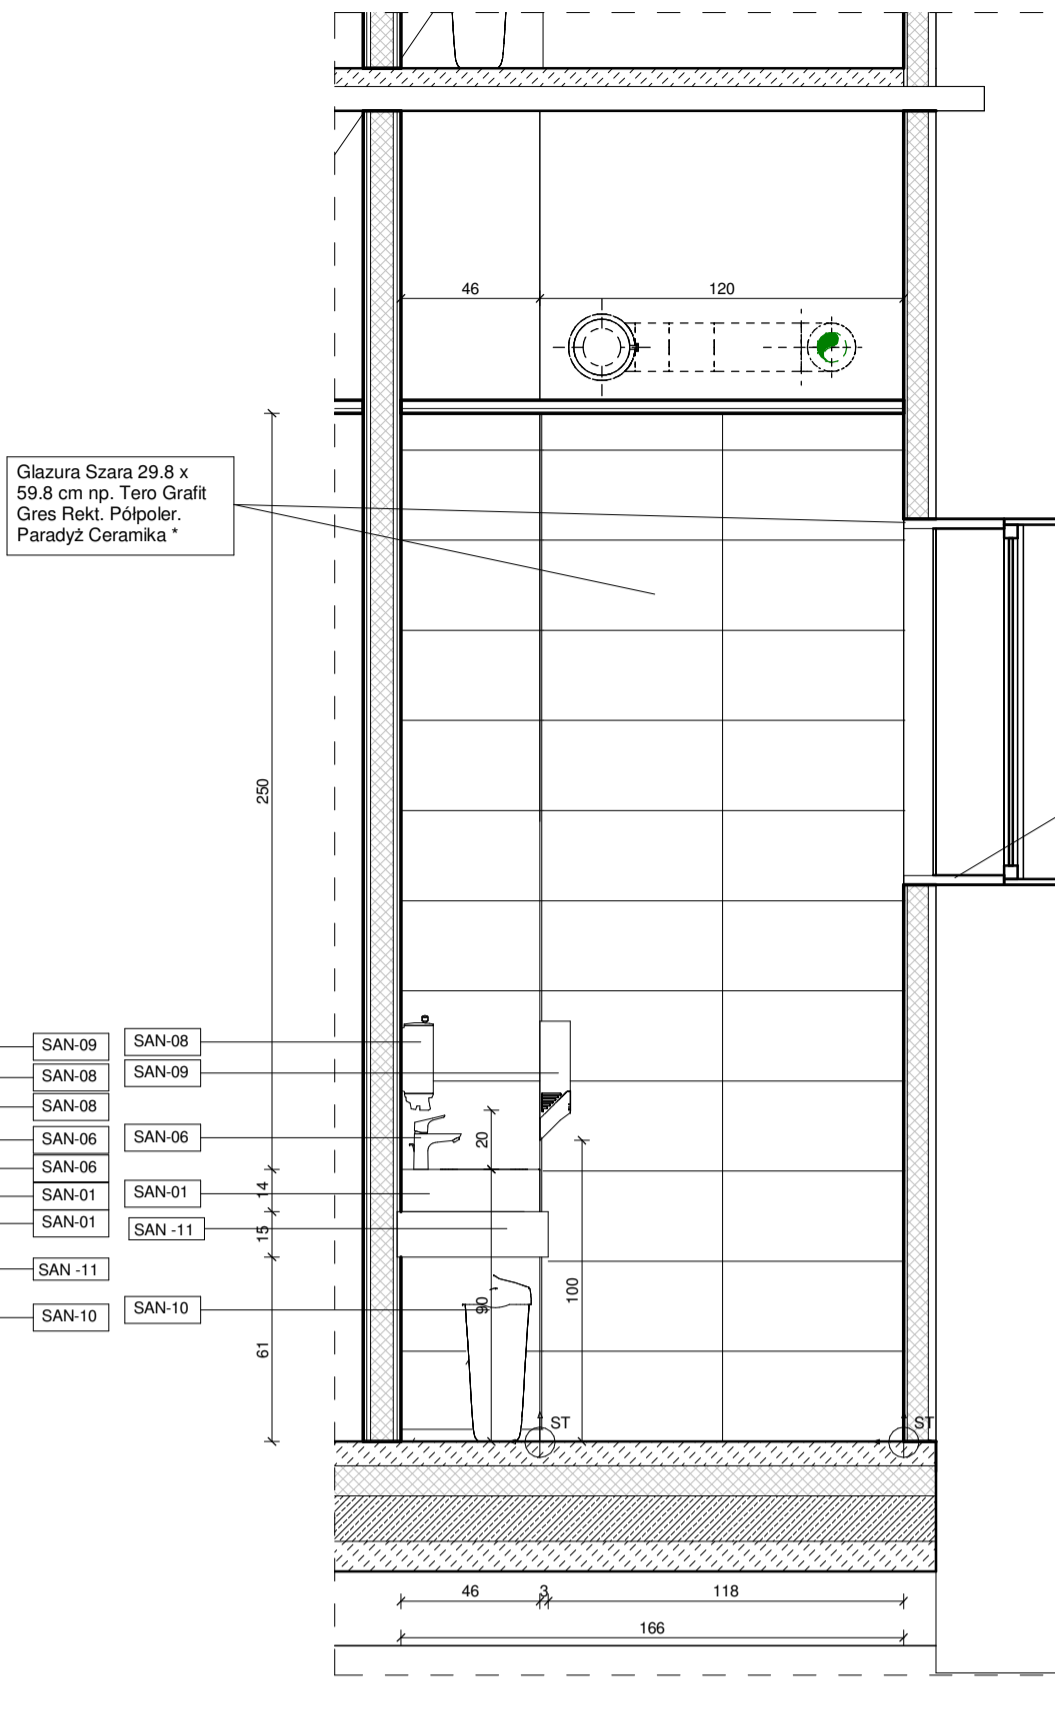 46
120
Glazura Szara 29.8 x
59.8 cm np. Tero Grafit
Gres Rekt. Półpoler.
Paradyż Ceramika *
250
SAN-09
SAN-08
SAN-08
SAN-06
SAN-06
SAN-01
SAN-01
SAN -11
SAN-10
SAN-08
SAN-09
SAN-06
SAN-01
SAN -11
SAN-10
20
14
15
90
100
61
ST
ST
46
3
118
166